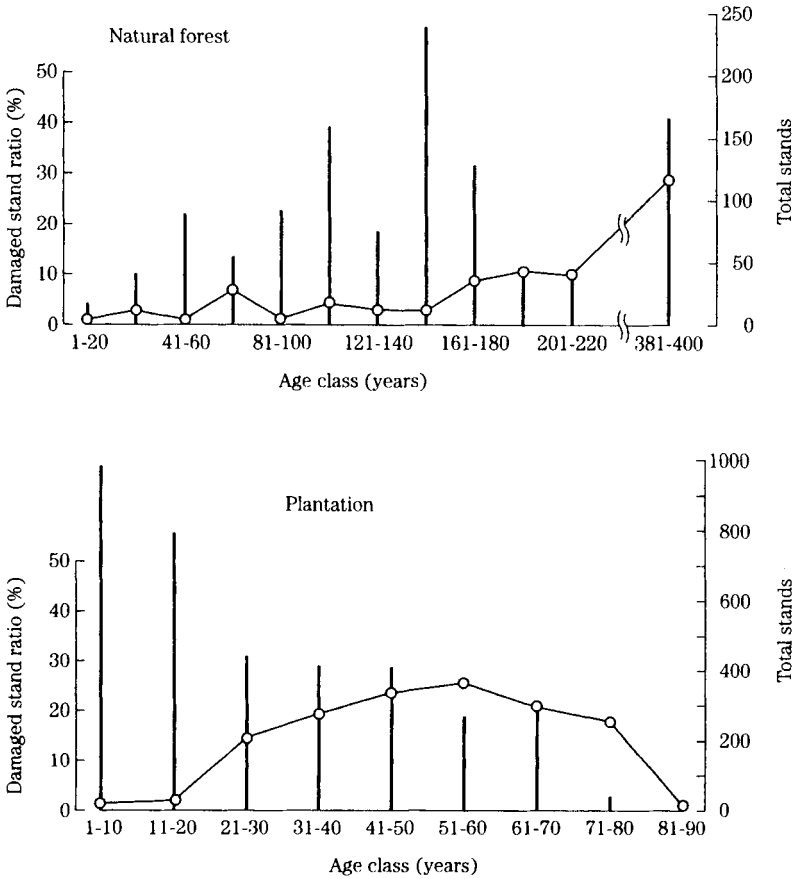 Natural forest
Damaged stand ratio (%)
50
40
30
20
10
0
250
200
150
100
50
0
Total stands
1-20 41-60 81-100 121-140 161-180 201-220 381-400
Age class (years)
Plantation
Damaged stand ratio (%)
50
40
30
20
10
0
1000
800
600
400
200
0
Total stands
1-10 11-20 21-30 31-40 41-50 51-60 61-70 71-80 81-90
Age class (years)